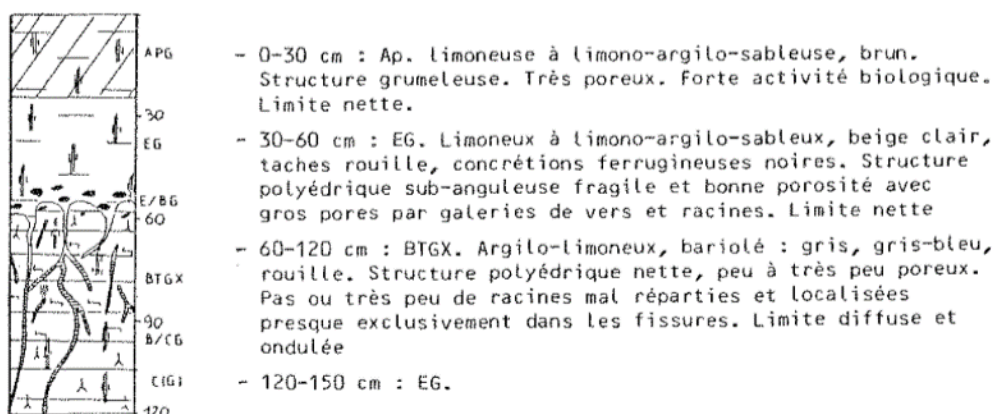 APG
30
EG
E/BG
60
BTGX
90
B/CG
C(G)
120
- 0-30 cm : Ap. Limoneuse à limono-argilo-sableuse, brun.
Structure grumeleuse. Très poreux. Forte activité biologique.
Limite nette.
- 30-60 cm : EG. Limoneux à limono-argilo-sableux, beige clair,
taches rouille, concrétions ferrugineuses noires. Structure
polyédrique sub-anguleuse fragile et bonne porosité avec
gros pores par galeries de vers et racines. Limite nette
- 60-120 cm : BTGX. Argilo-limoneux, bariolé : gris, gris-bleu,
rouille. Structure polyédrique nette, peu à très peu poreux.
Pas ou très peu de racines mal réparties et localisées
presque exclusivement dans les fissures. Limite diffuse et
ondulée
- 120-150 cm : EG.